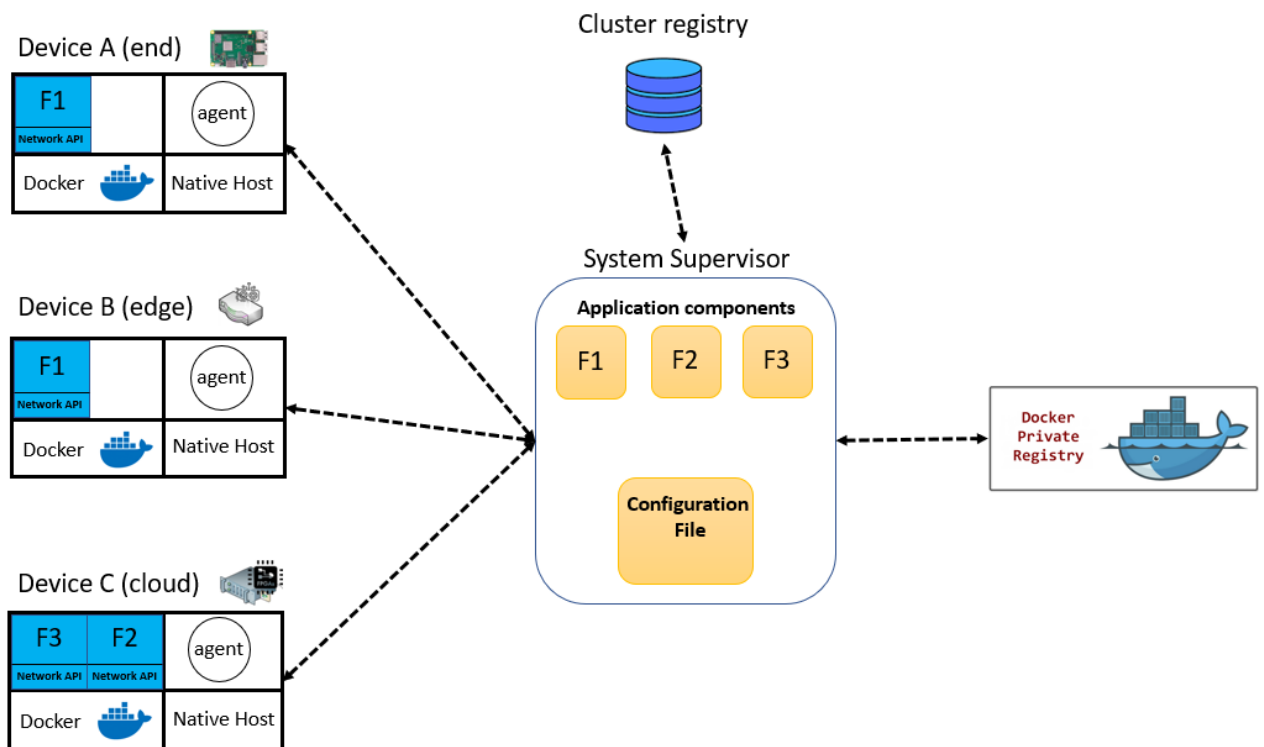 Cluster registry
Device A (end)
F1
Network API
agent
Docker
Native Host
System Supervisor
Application components
F1
F2
F3
Configuration
File
Device B (edge)
F1
Network API
agent
Docker
Native Host
Docker
Private
Registry
Device C (cloud)
F3
F2
Network API
Network API
agent
Docker
Native Host